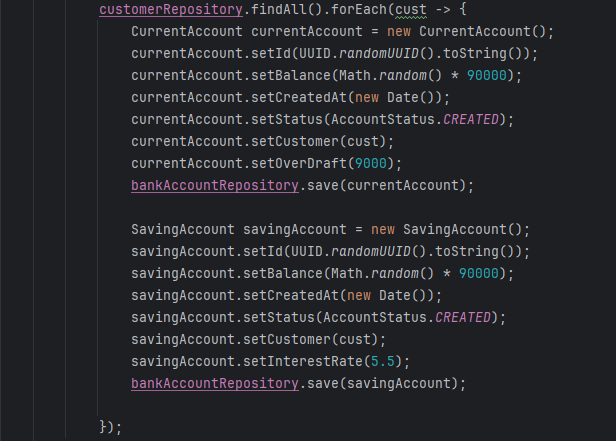 customerRepository.findAll().forEach(cust -> {
CurrentAccount currentAccount = new CurrentAccount();
currentAccount.setId(UUID.randomUUID().toString());
currentAccount.setBalance(Math.random() * 90000);
currentAccount.setCreatedAt(new Date());
currentAccount.setStatus(AccountStatus.CREATED);
currentAccount.setCustomer(cust);
currentAccount.setOverDraft(9000);
bankAccountRepository.save(currentAccount);
SavingAccount savingAccount = new SavingAccount();
savingAccount.setId(UUID.randomUUID().toString());
savingAccount.setBalance(Math.random() * 90000);
savingAccount.setCreatedAt(new Date());
savingAccount.setStatus(AccountStatus.CREATED);
savingAccount.setCustomer(cust);
savingAccount.setInterestRate(5.5);
bankAccountRepository.save(savingAccount);
});